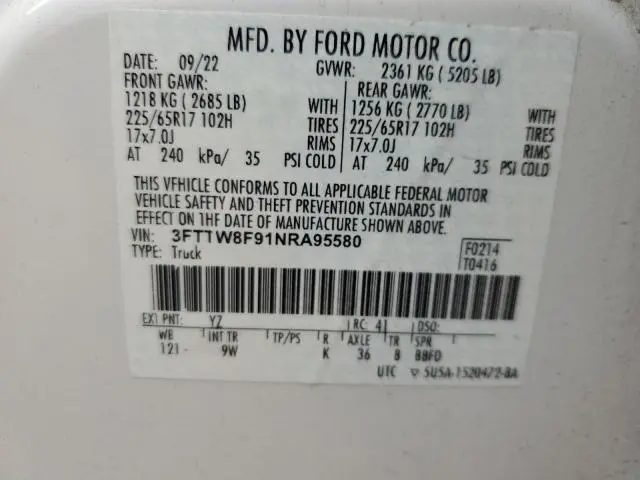 MFD. BY FORD MOTOR CO.
DATE: 09/22 GVWR: 2361 KG ( 5205 LB)
FRONT GAWR: REAR GAWR:
1218 KG ( 2685 LB) WITH 1256 KG ( 2770 LB) WITH
225/65R17 102H TIRES 225/65R17 102H TIRES
17x7.0J RIMS 17x7.0J RIMS
AT 240 kPa/ 35 PSI COLD AT 240 kPa/ 35 PSI COLD
THIS VEHICLE CONFORMS TO ALL APPLICABLE FEDERAL MOTOR
VEHICLE SAFETY AND THEFT PREVENTION STANDARDS IN
EFFECT ON THE DATE OF MANUFACTURE SHOWN ABOVE.
VIN: 3FTTW8F91NRA95580 F0214
TYPE: Truck T0416
EXT PNT: YZ RC: 41 DSO:
WB INT TR TP/PS R AXLE TR SPR
121 9W K 36 8 BBFD
UTC ▽ 5U5A-1520472-BA